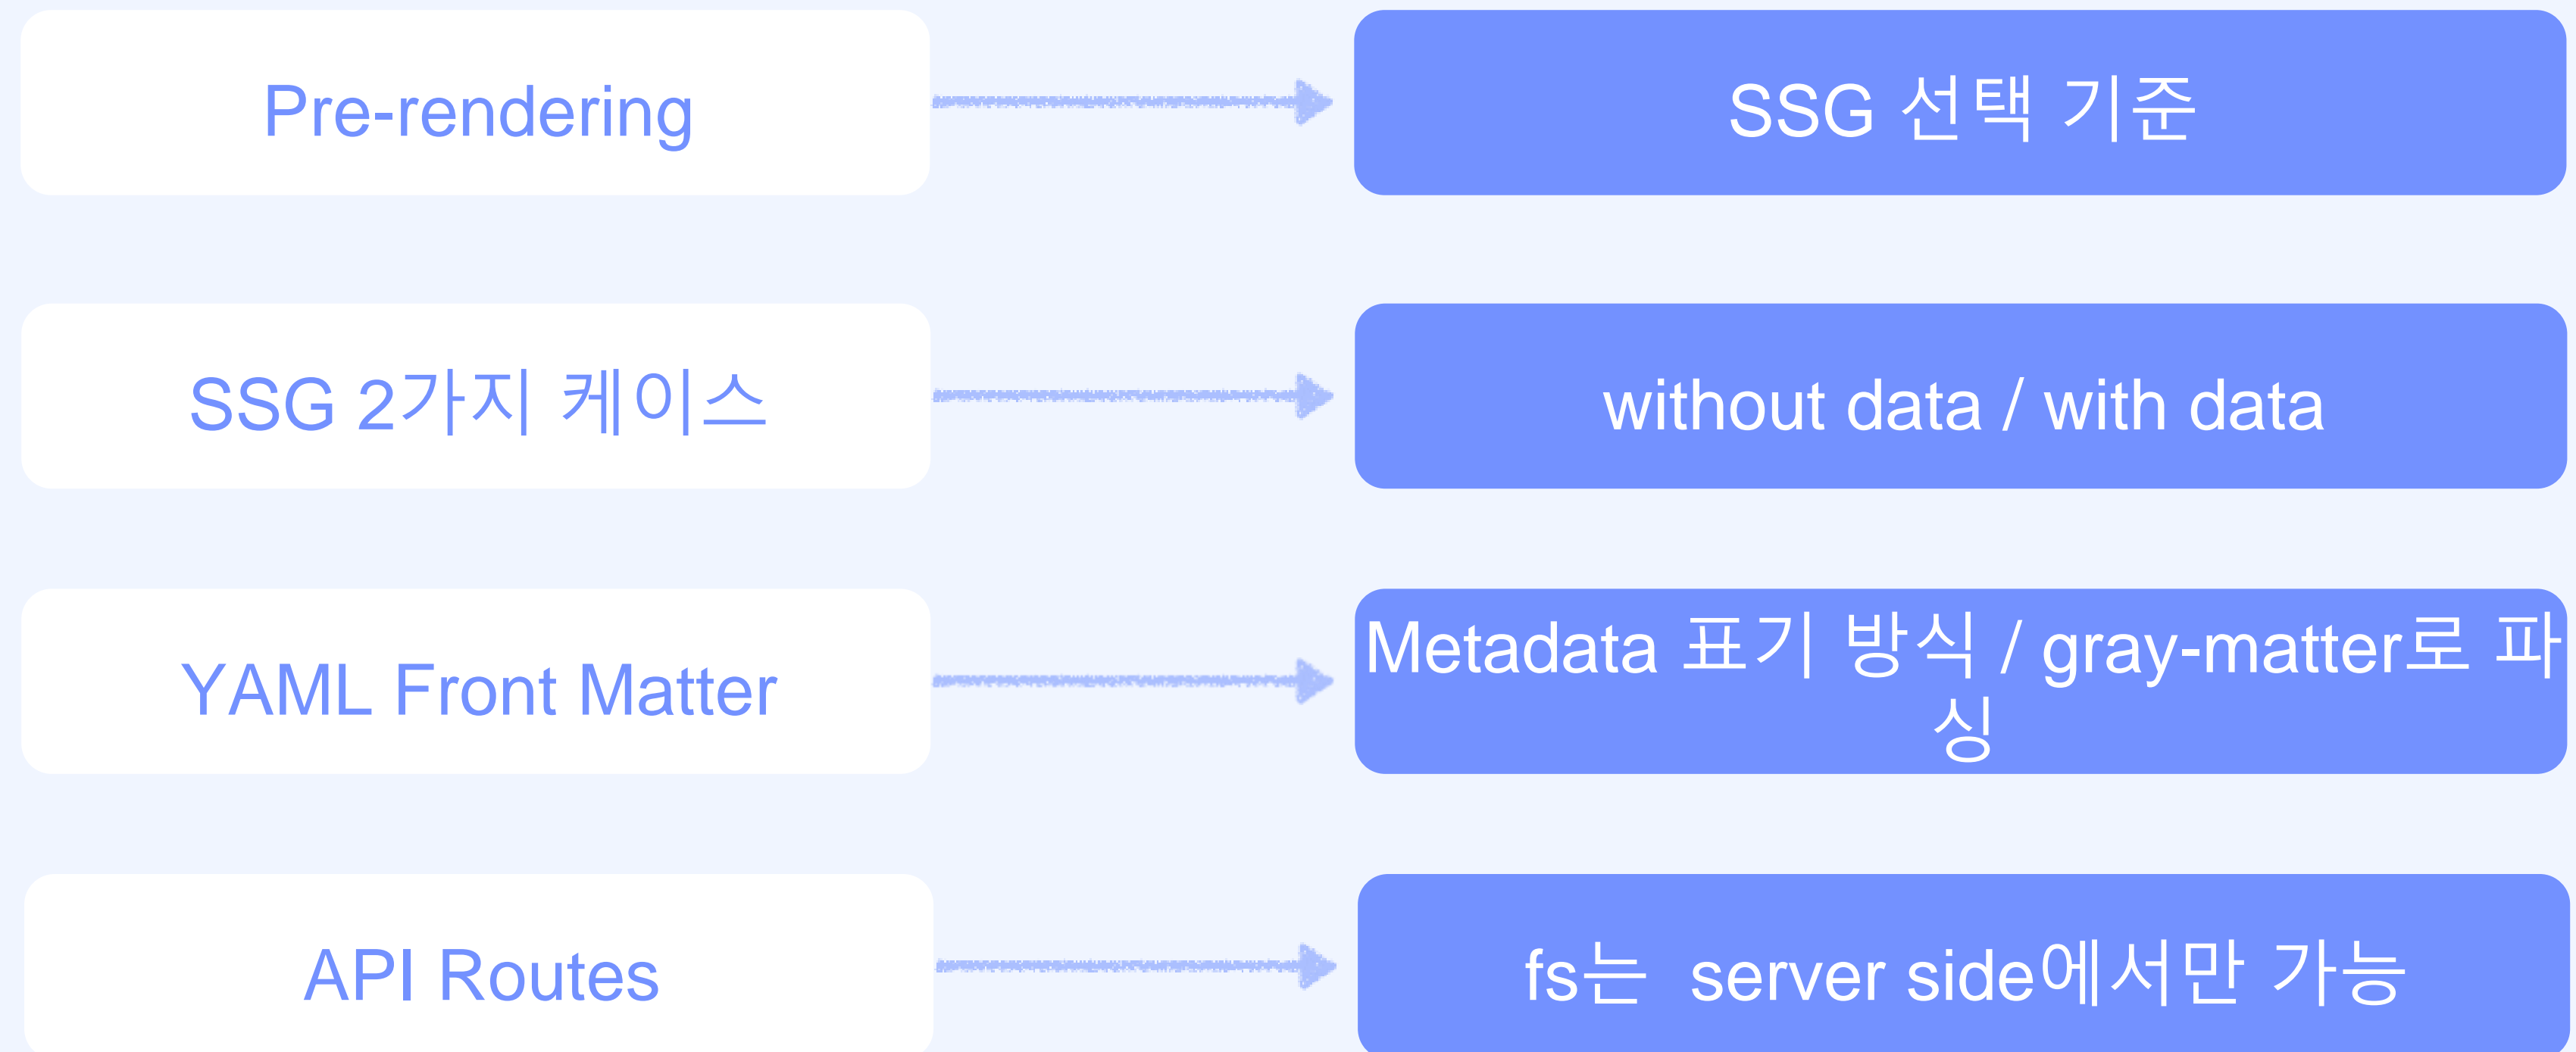 Pre-rendering
SSG 선택 기준
SSG 2가지 케이스
without data / with data
YAML Front Matter
Metadata 표기 방식 / gray-matter로 파
싱
API Routes
fs는  server side에서만 가능